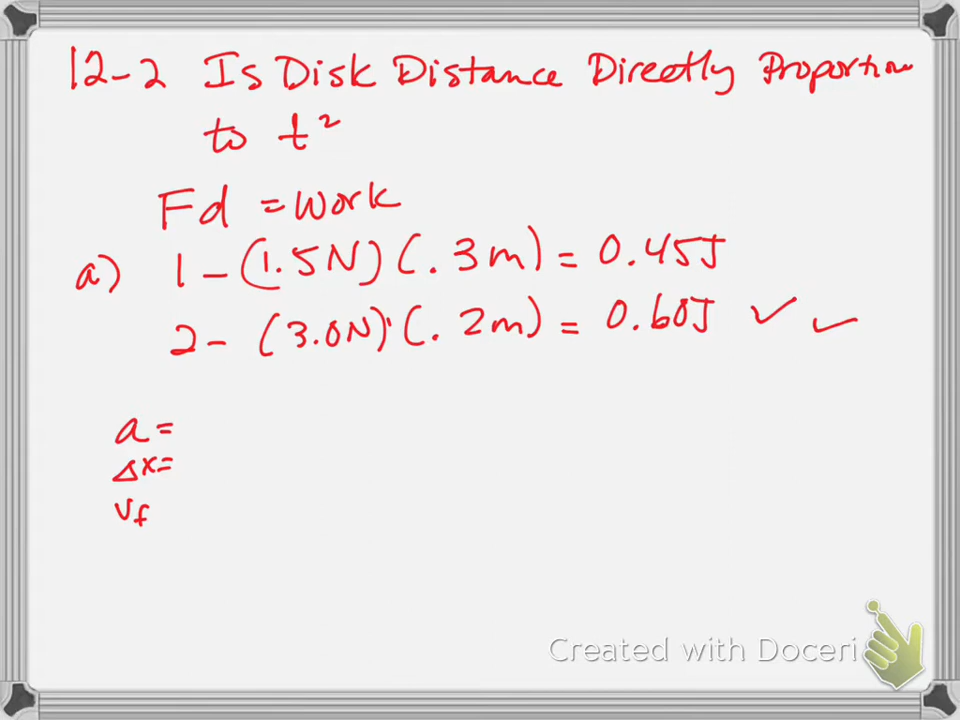 12-2 Is Disk Distance Directly Proportion
to t²
Fd = Work
a) 1 - (1.5N)(.3m) = 0.45J
2 - (3.0N)·(.2m) = 0.60J ✓ ✓
a =
Δx =
vf
Created with Doceri